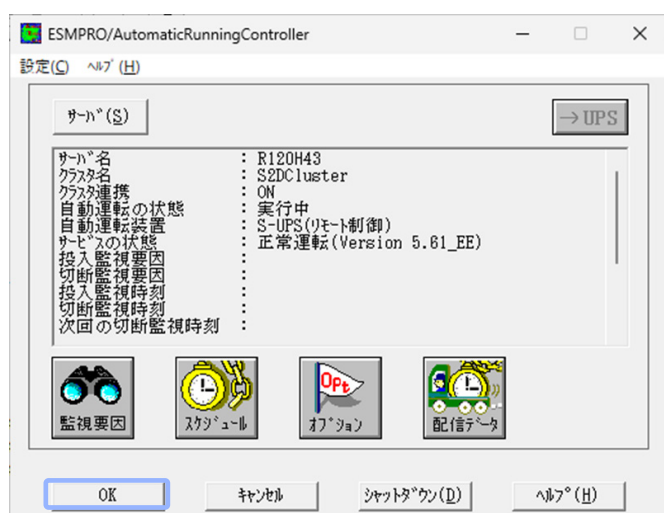 ESMPRO/AutomaticRunningController
設定(C) ヘルプ(H)
サーバ(S)
→UPS
サーバ名 : R120H43
クラスタ名 : S2DCluster
クラスタ連携 : ON
自動運転の状態 : 実行中
自動運転装置 : S-UPS(リモート制御)
サービスの状態 : 正常運転(Version 5.61_EE)
投入監視要因 :
切断監視要因 :
投入監視時刻 :
切断監視時刻 :
次回の切断監視時刻 :
Opt
監視要因 スケジュール オプション 配信データ
OK キャンセル シャットダウン(D) ヘルプ(H)